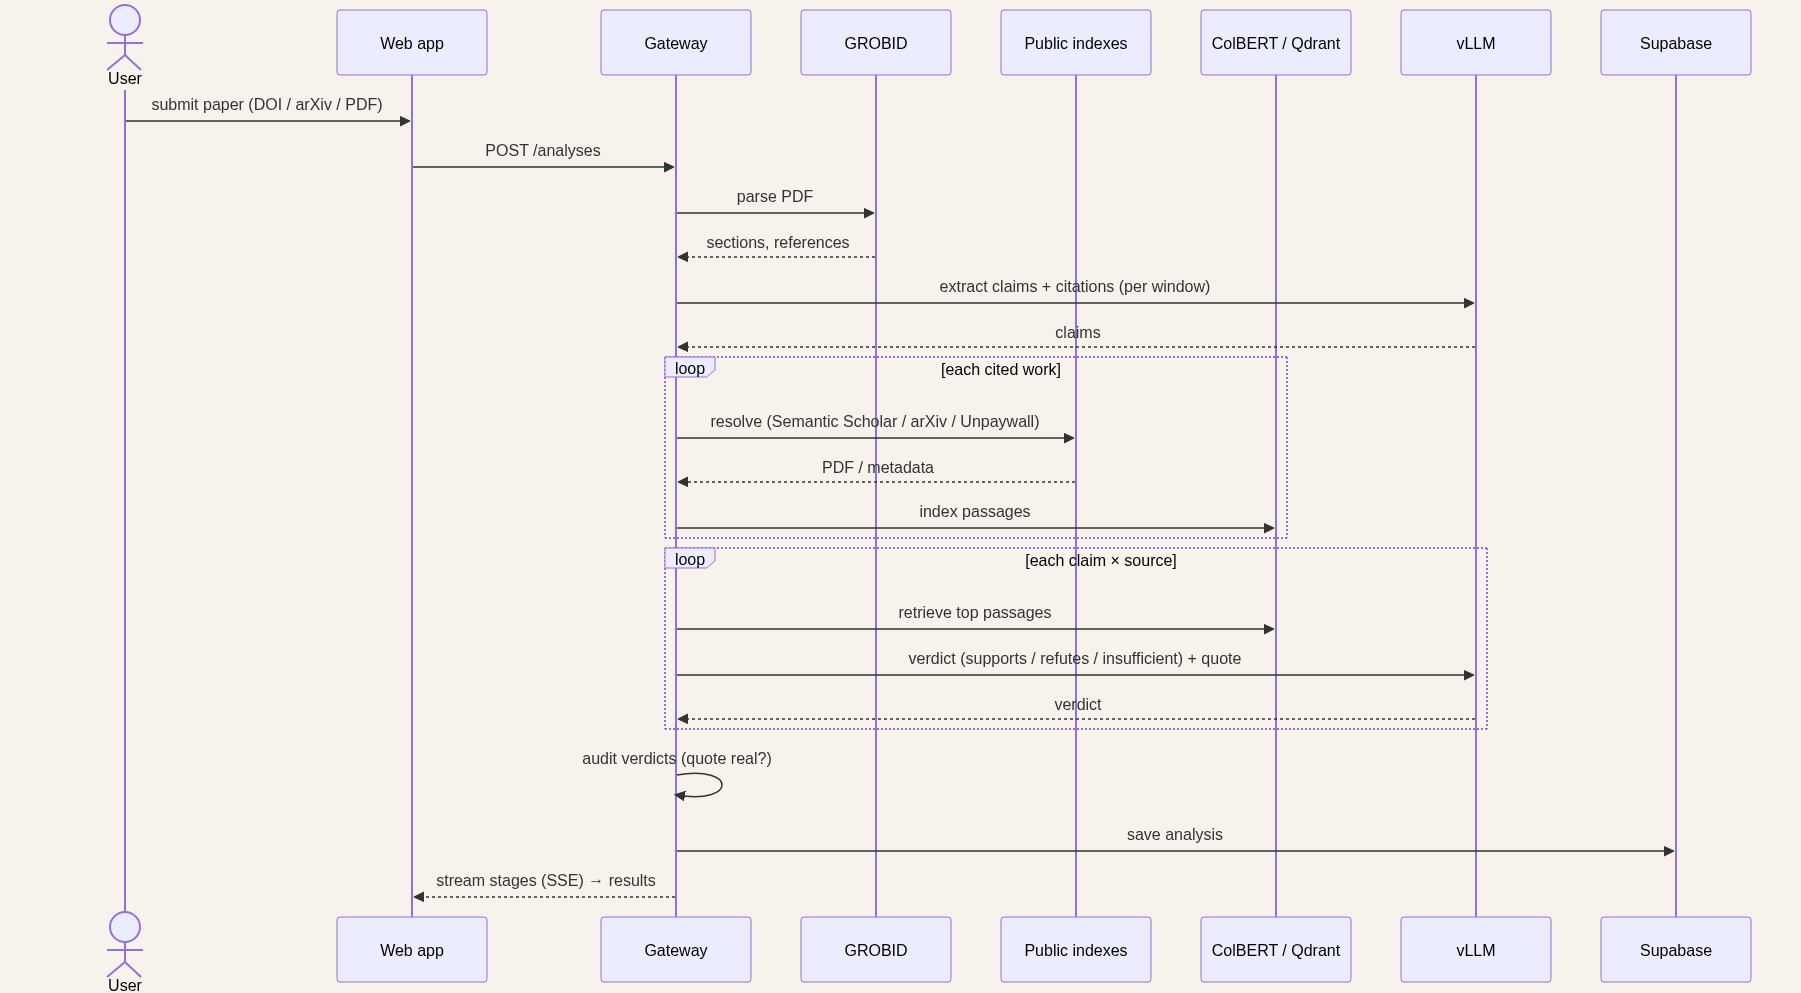 User
Web app
Gateway
GROBID
Public indexes
ColBERT / Qdrant
vLLM
Supabase
submit paper (DOI / arXiv / PDF)
POST /analyses
parse PDF
sections, references
extract claims + citations (per window)
claims
loop
[each cited work]
resolve (Semantic Scholar / arXiv / Unpaywall)
PDF / metadata
index passages
loop
[each claim × source]
retrieve top passages
verdict (supports / refutes / insufficient) + quote
verdict
audit verdicts (quote real?)
save analysis
stream stages (SSE) → results
User
Web app
Gateway
GROBID
Public indexes
ColBERT / Qdrant
vLLM
Supabase